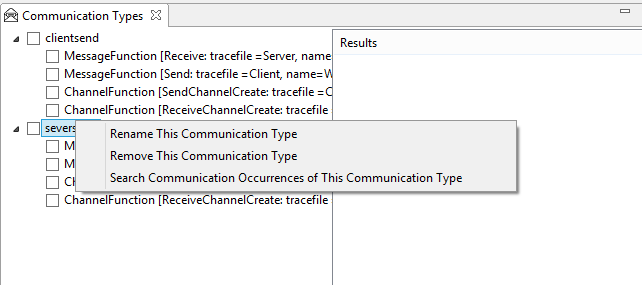 Communication Types
clientsend
Results
MessageFunction [Receive: tracefile =Server, name=
MessageFunction [Send: tracefile =Client, name=W
ChannelFunction [SendChannelCreate: tracefile =C
ChannelFunction [ReceiveChannelCreate: tracefile
severs
Rename This Communication Type
Remove This Communication Type
Search Communication Occurrences of This Communication Type
M
M
Ch
ChannelFunction [ReceiveChannelCreate: tracefile